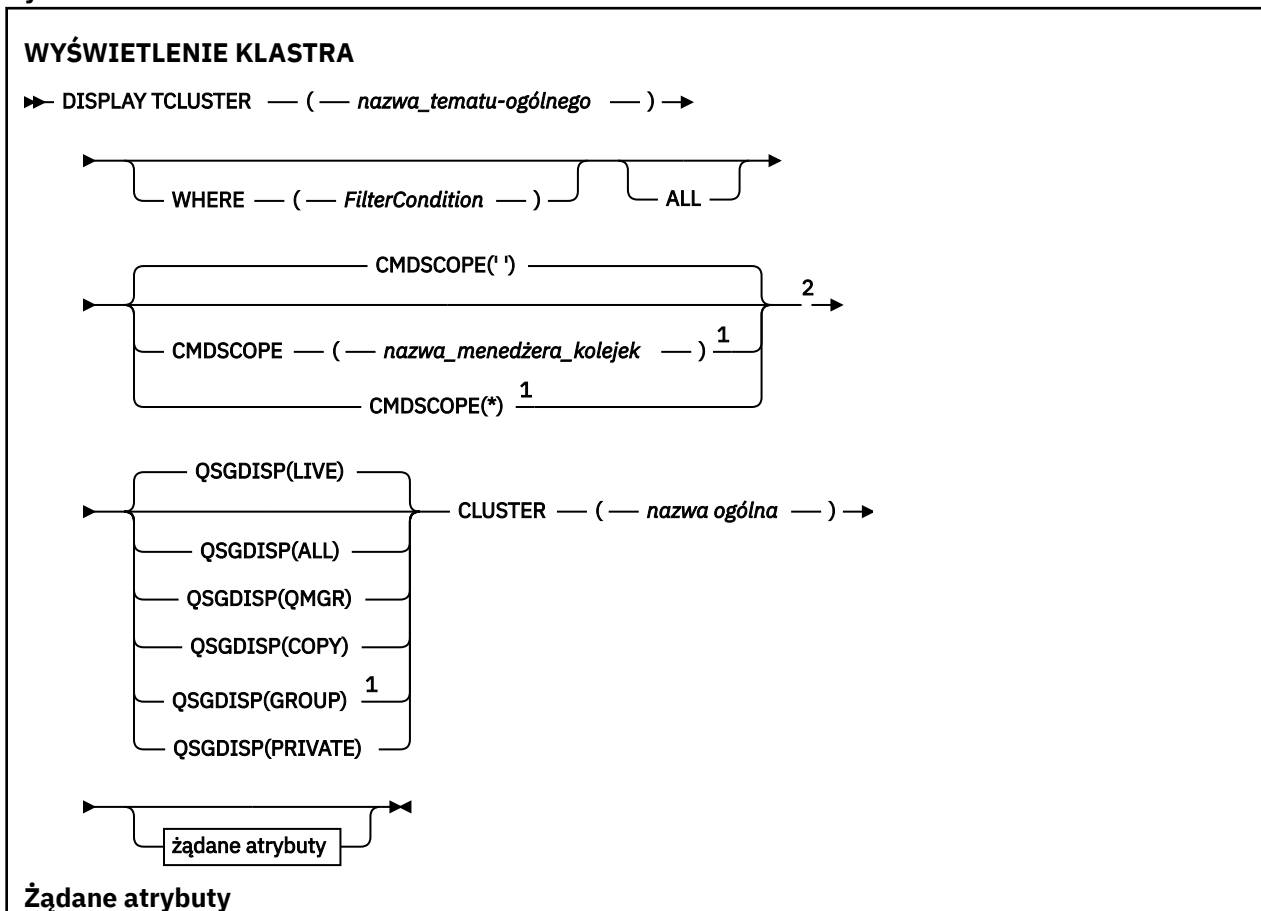 WYŚWIETLENIE KLASTRA
DISPLAY TCLUSTER ( nazwa_tematu-ogólnego )
WHERE ( FilterCondition ) ALL
CMDSCOPE(' ')
2
CMDSCOPE ( nazwa_menedżera_kolejek ) 1
CMDSCOPE(*) 1
QSGDISP(LIVE)
CLUSTER ( nazwa ogólna )
QSGDISP(ALL)
QSGDISP(QMGR)
QSGDISP(COPY)
QSGDISP(GROUP) 1
QSGDISP(PRIVATE)
żądane atrybuty
Żądane atrybuty